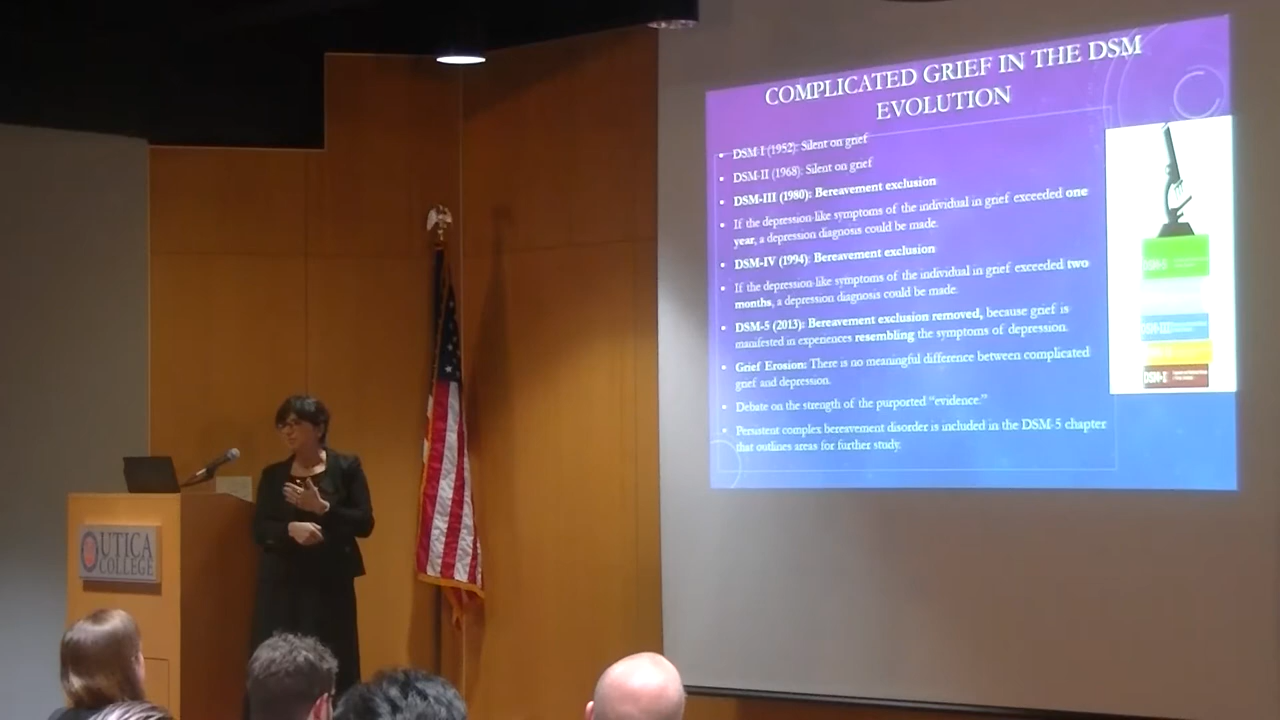 COMPLICATED GRIEF IN THE DSM
EVOLUTION
• DSM-I (1952): Silent on grief
• DSM-II (1968): Silent on grief
• DSM-III (1980): Bereavement exclusion
• If the depression-like symptoms of the individual in grief exceeded one
year, a depression diagnosis could be made.
• DSM-IV (1994): Bereavement exclusion
• If the depression-like symptoms of the individual in grief exceeded two
months, a depression diagnosis could be made.
• DSM-5 (2013): Bereavement exclusion removed, because grief is
manifested in experiences resembling the symptoms of depression.
• Grief Erosion: There is no meaningful difference between complicated
grief and depression.
• Debate on the strength of the purported “evidence.”
• Persistent complex bereavement disorder is included in the DSM-5 chapter
that outlines areas for further study.
DSM-5
DSM-III
DSM-I
UTICA
COLLEGE